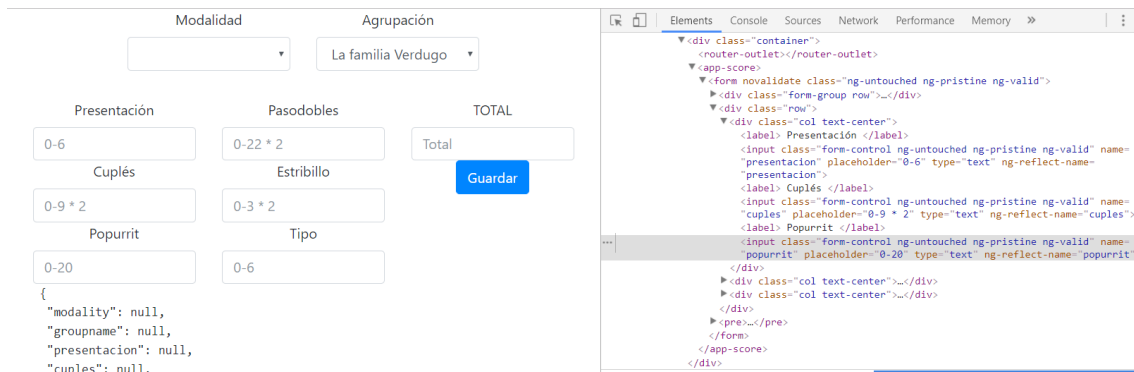 Modalidad Agrupación
La familia Verdugo
Presentación Pasodobles TOTAL
0-6 0-22 * 2 Total
Cuplés Estribillo
Guardar
0-9 * 2 0-3 * 2
Popurrit Tipo
0-20 0-6
{
"modality": null,
"groupname": null,
"presentacion": null,
"cuples": null,
Elements Console Sources Network Performance Memory »
▼<div class="container">
<router-outlet></router-outlet>
▼<app-score>
▼<form novalidate class="ng-untouched ng-pristine ng-valid">
▶<div class="form-group row">…</div>
▼<div class="row">
▼<div class="col text-center">
<label> Presentación </label>
<input class="form-control ng-untouched ng-pristine ng-valid" name=
"presentacion" placeholder="0-6" type="text" ng-reflect-name=
"presentacion">
<label> Cuplés </label>
<input class="form-control ng-untouched ng-pristine ng-valid" name=
"cuples" placeholder="0-9 * 2" type="text" ng-reflect-name="cuples">
<label> Popurrit </label>
<input class="form-control ng-untouched ng-pristine ng-valid" name=
"popurrit" placeholder="0-20" type="text" ng-reflect-name="popurrit"
</div>
▶<div class="col text-center">…</div>
▶<div class="col text-center">…</div>
</div>
▶<pre>…</pre>
</form>
</app-score>
</div>